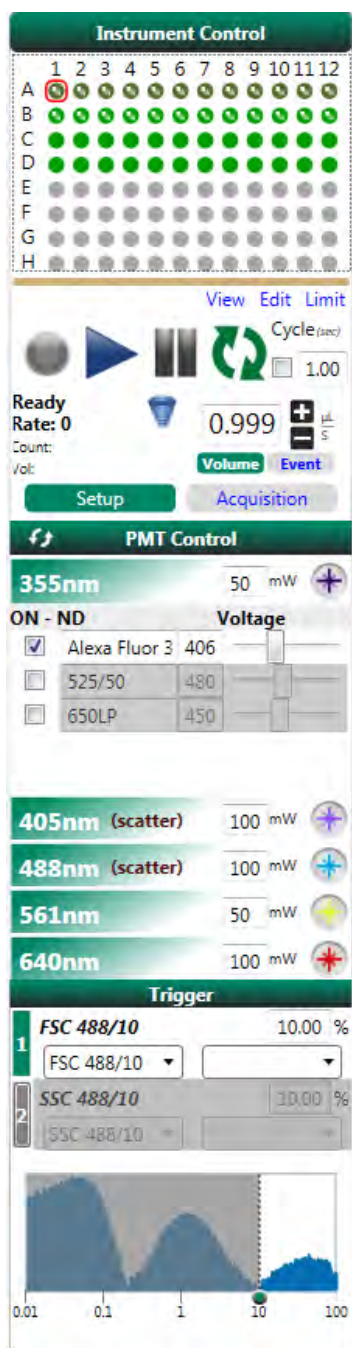 Instrument Control
1 2 3 4 5 6 7 8 9 10 11 12
A
B
C
D
E
F
G
H
View Edit Limit
Cycle (sec)
1.00
Ready
Rate: 0
Count:
Vol:
0.999 µL S
Volume Event
Setup Acquisition
PMT Control
355nm 50 mW
ON - ND Voltage
Alexa Fluor 3 406
525/50 480
650LP 450
405nm (scatter) 100 mW
488nm (scatter) 100 mW
561nm 50 mW
640nm 100 mW
Trigger
1 FSC 488/10 10.00 %
FSC 488/10
2 SSC 488/10 10.00 %
SSC 488/10
0.01 0.1 1 10 100